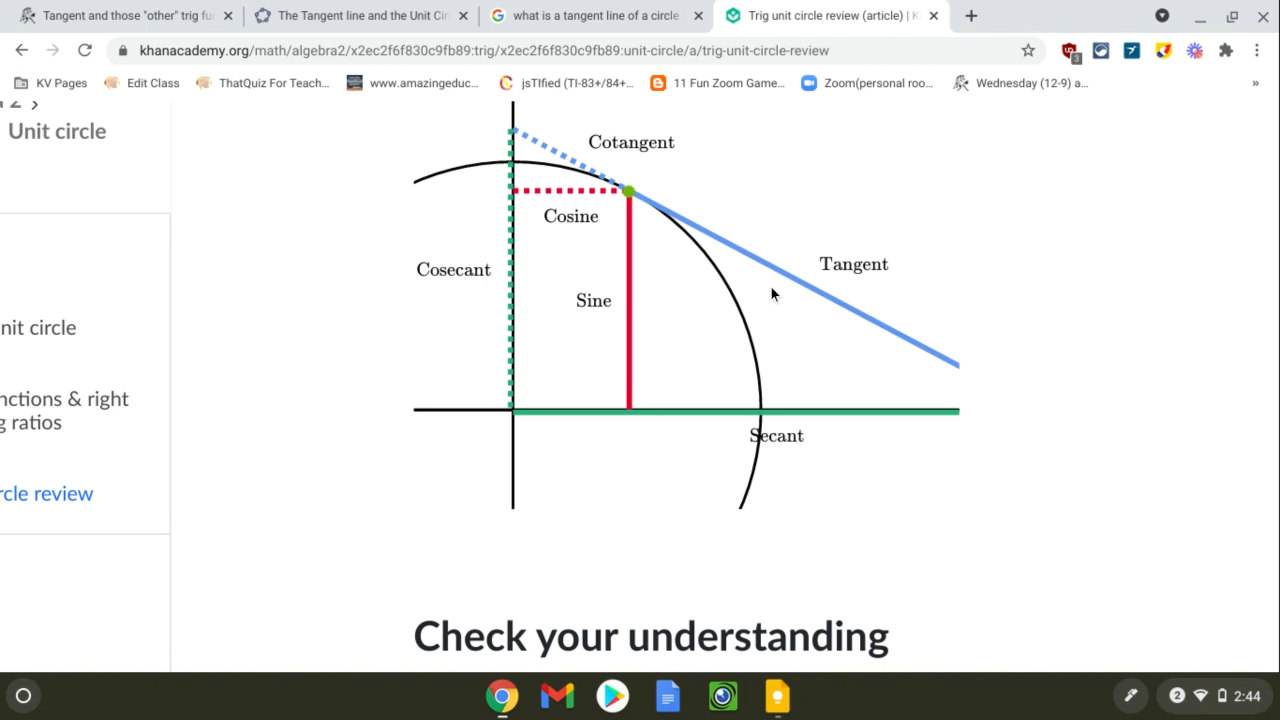 Tangent and those "other" trig fu
The Tangent line and the Unit Cir
what is a tangent line of a circle
Trig unit circle review (article) | K
khanacademy.org/math/algebra2/x2ec2f6f830c9fb89:trig/x2ec2f6f830c9fb89:unit-circle/a/trig-unit-circle-review
3
KV Pages
Edit Class
ThatQuiz For Teach...
www.amazingeduc...
jsTIfied (TI-83+/84+...
11 Fun Zoom Game...
Zoom(personal roo...
Wednesday (12-9) a...
»
Unit circle
Cotangent
Cosine
Cosecant
Tangent
Sine
nit circle
nctions & right
g ratios
Secant
rcle review
Check your understanding
2
2:44